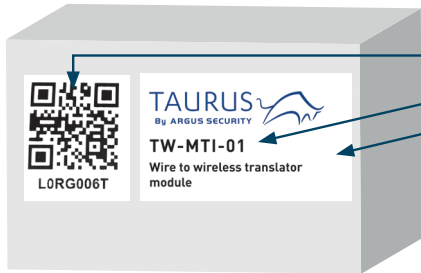 L0RG006T
TAURUS
By ARGUS SECURITY
TW-MTI-01
Wire to wireless translator
module